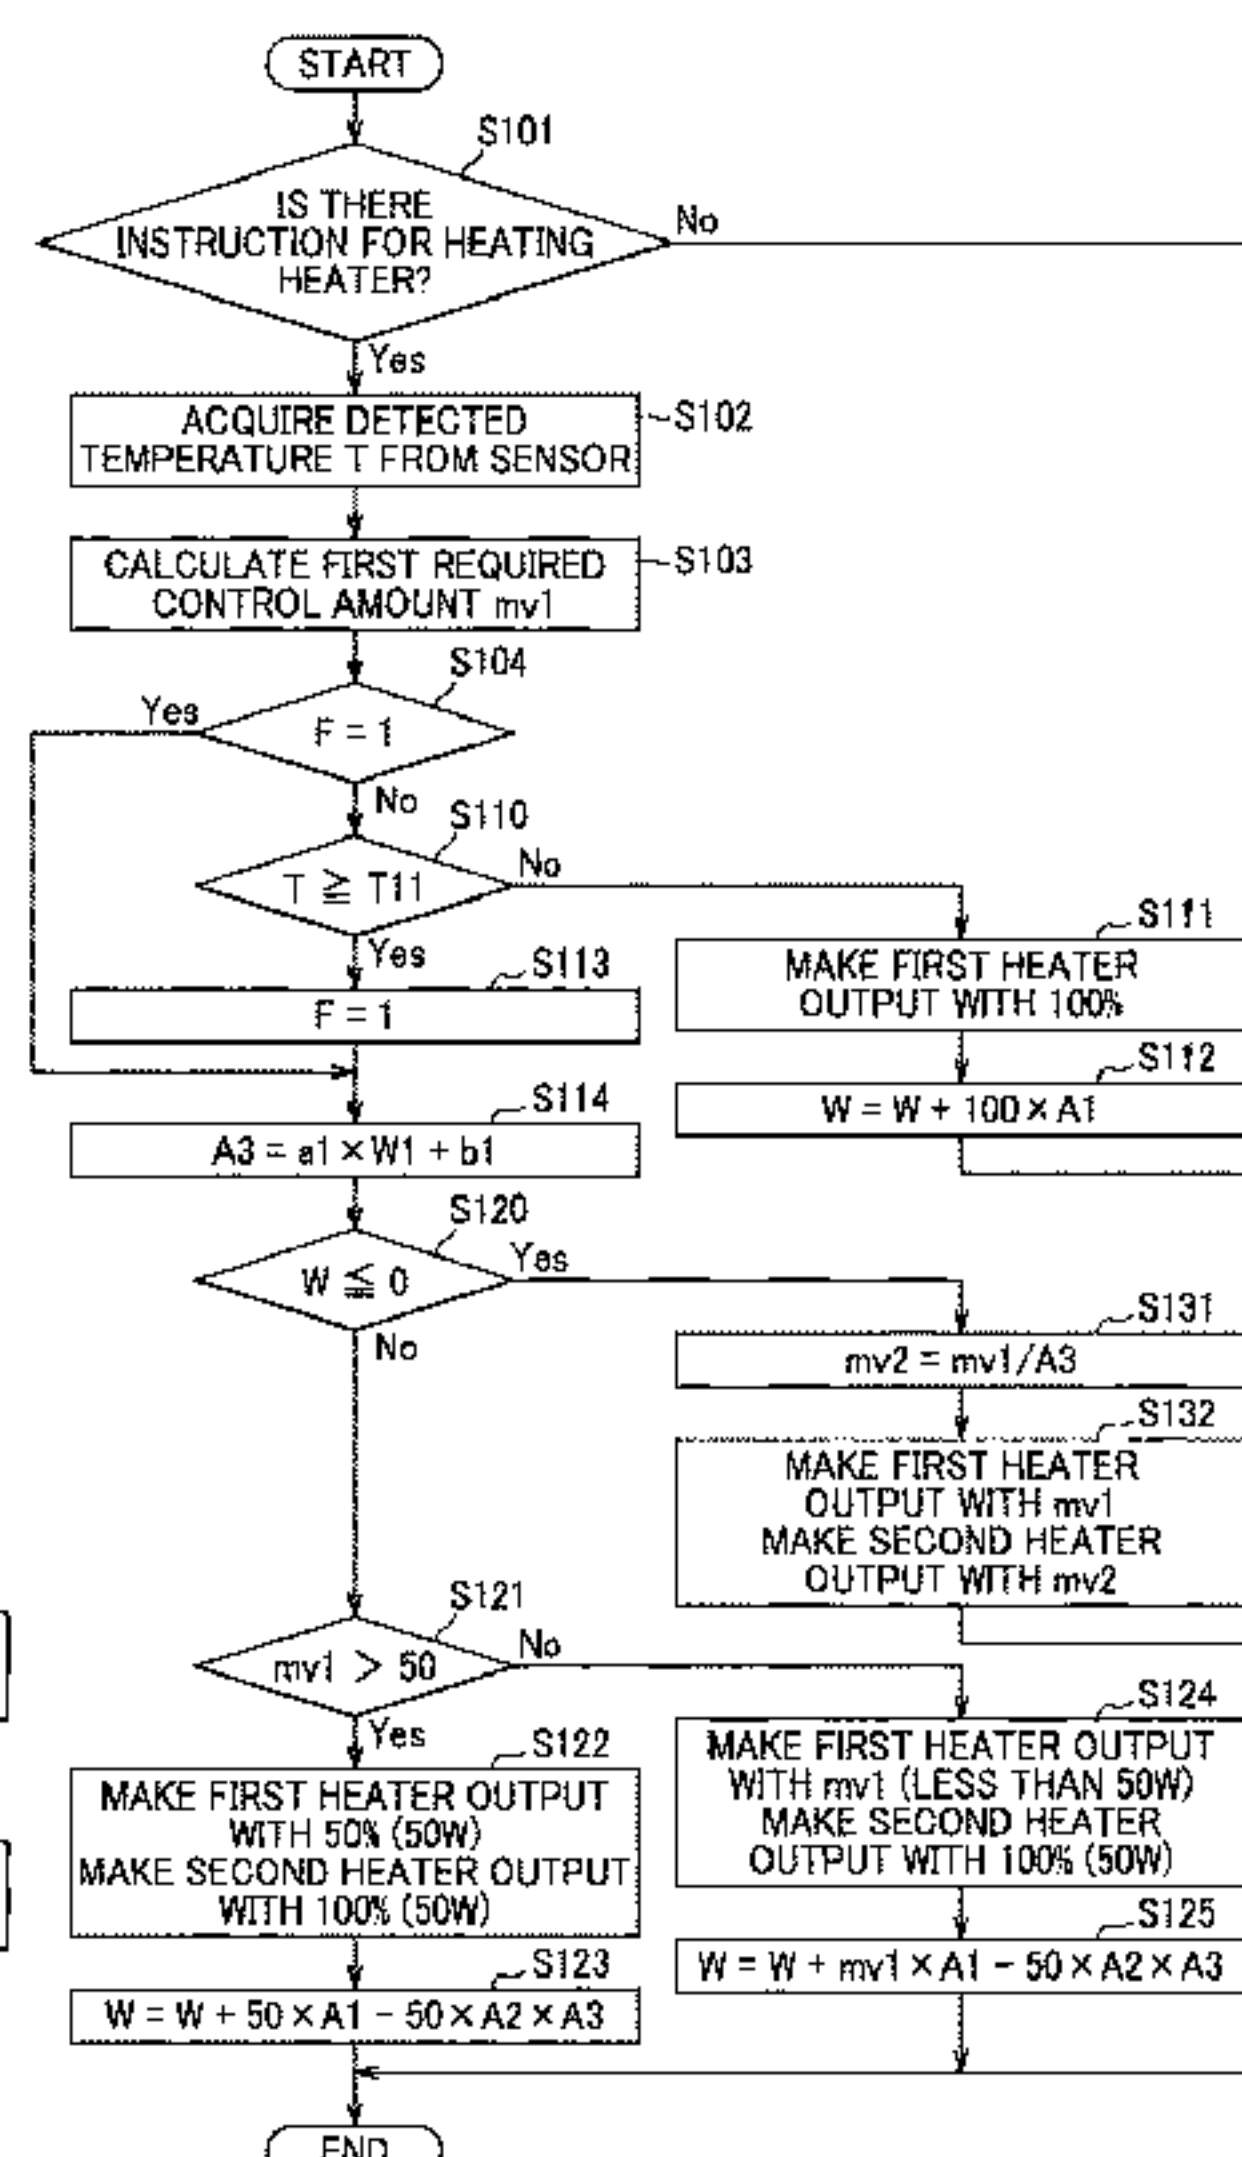 START
S101
IS THERE
INSTRUCTION FOR HEATING
HEATER?
No
Yes
ACQUIRE DETECTED
TEMPERATURE T FROM SENSOR
S102
CALCULATE FIRST REQUIRED
CONTROL AMOUNT mv1
S103
S104
Yes
F = 1
No
S110
T ≧ T11
No
Yes
S111
MAKE FIRST HEATER
OUTPUT WITH 100%
S113
F = 1
S112
W = W + 100 × A1
S114
A3 = a1 × W1 + b1
S120
W ≦ 0
Yes
No
S131
mv2 = mv1/A3
S132
MAKE FIRST HEATER
OUTPUT WITH mv1
MAKE SECOND HEATER
OUTPUT WITH mv2
S121
mv1 > 50
No
Yes
S124
MAKE FIRST HEATER OUTPUT
WITH mv1 (LESS THAN 50W)
MAKE SECOND HEATER
OUTPUT WITH 100% (50W)
S122
MAKE FIRST HEATER OUTPUT
WITH 50% (50W)
MAKE SECOND HEATER OUTPUT
WITH 100% (50W)
S125
W = W + mv1 × A1 - 50 × A2 × A3
S123
W = W + 50 × A1 - 50 × A2 × A3
END